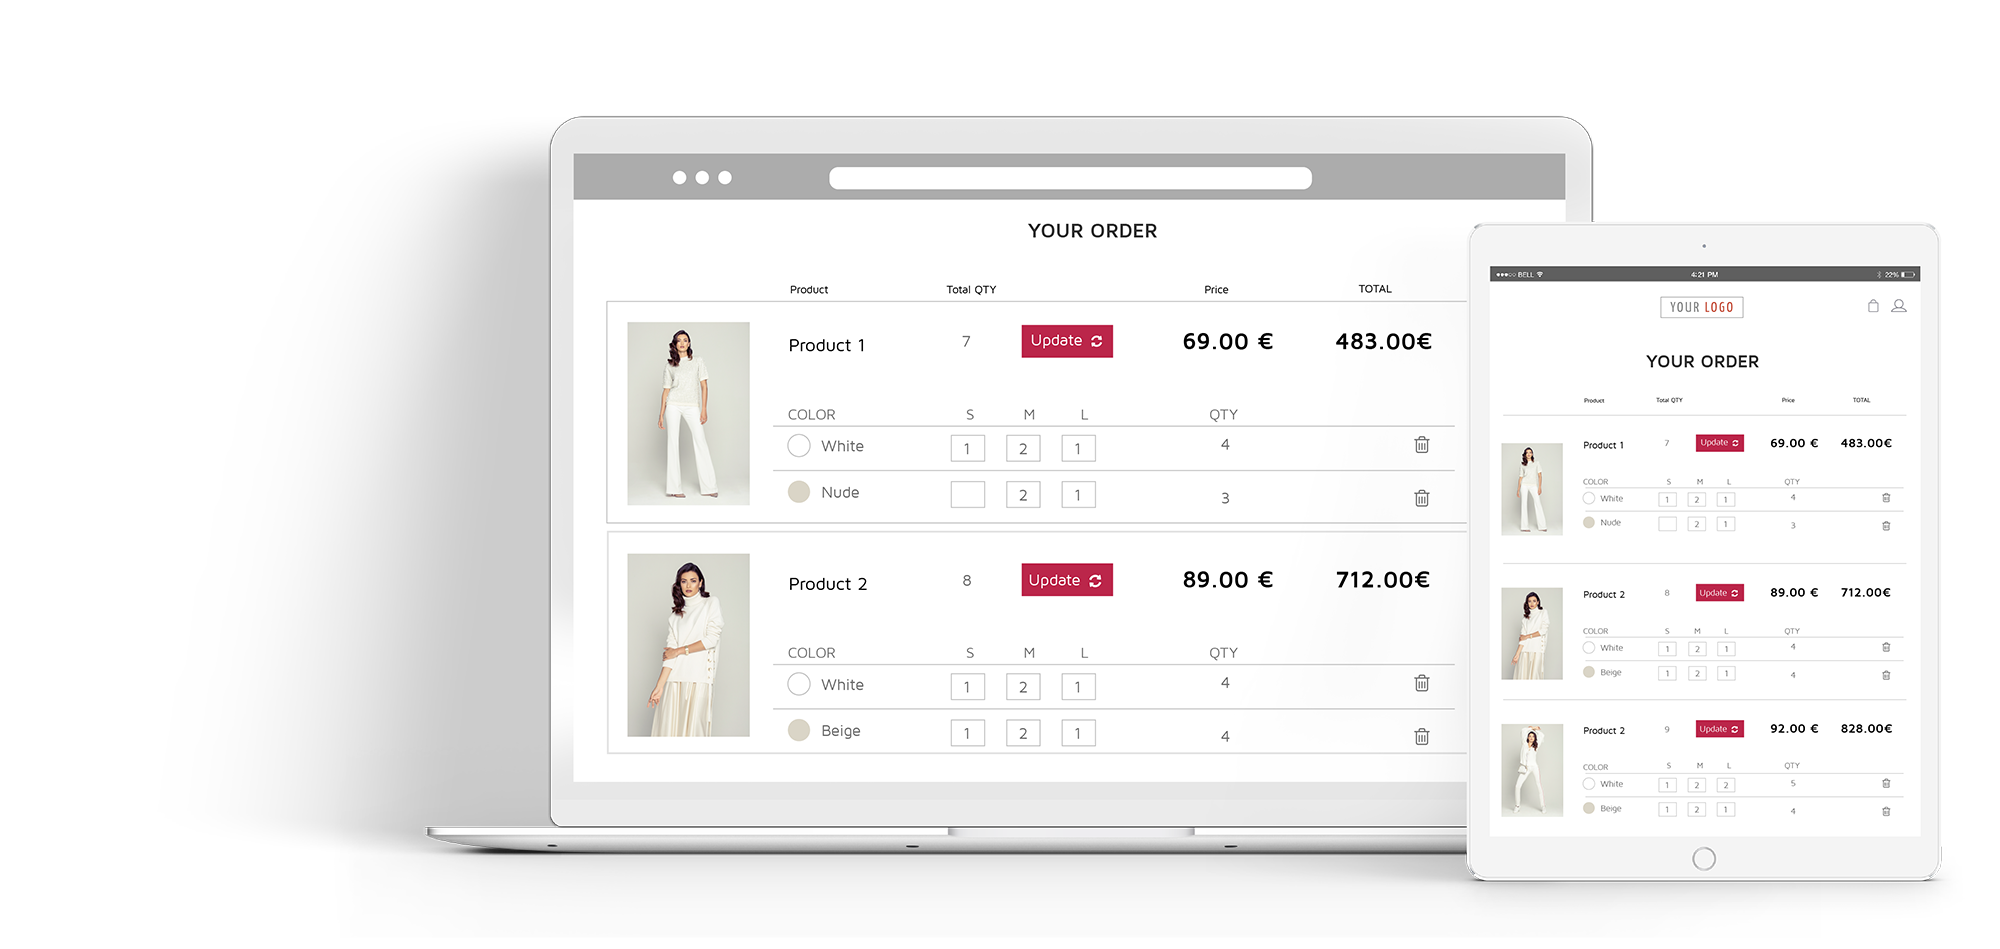 YOUR ORDER
Product Total QTY Price TOTAL
Product 1 7 Update 69.00 € 483.00€
COLOR S M L QTY
White 1 2 1 4
Nude 2 1 3
Product 2 8 Update 89.00 € 712.00€
COLOR S M L QTY
White 1 2 1 4
Beige 1 2 1 4
BELL 4:21 PM 22%
YOUR LOGO
YOUR ORDER
Product Total QTY Price TOTAL
Product 1 7 Update 69.00 € 483.00€
COLOR S M L QTY
White 1 2 1 4
Nude 2 1 3
Product 2 8 Update 89.00 € 712.00€
COLOR S M L QTY
White 1 2 1 4
Beige 1 2 1 4
Product 2 9 Update 92.00 € 828.00€
COLOR S M L QTY
White 1 2 2 5
Beige 1 2 1 4